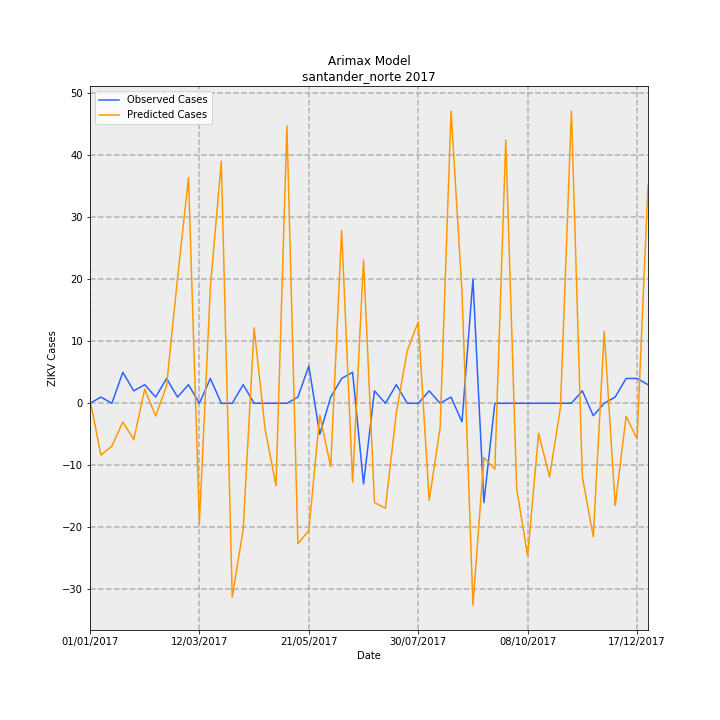 Arimax Model
santander_norte 2017
Observed Cases
Predicted Cases
ZIKV Cases
50
40
30
20
10
0
−10
−20
−30
01/01/2017 12/03/2017 21/05/2017 30/07/2017 08/10/2017 17/12/2017
Date